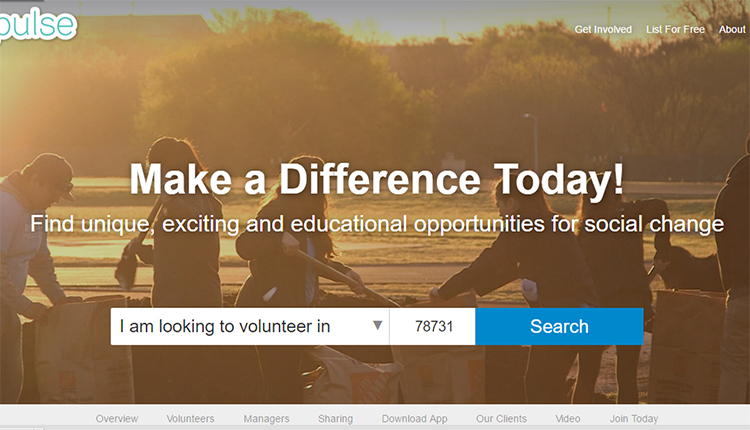 pulse
Get Involved List For Free About
Make a Difference Today!
Find unique, exciting and educational opportunities for social change
I am looking to volunteer in 78731 Search
Overview Volunteers Managers Sharing Download App Our Clients Video Join Today